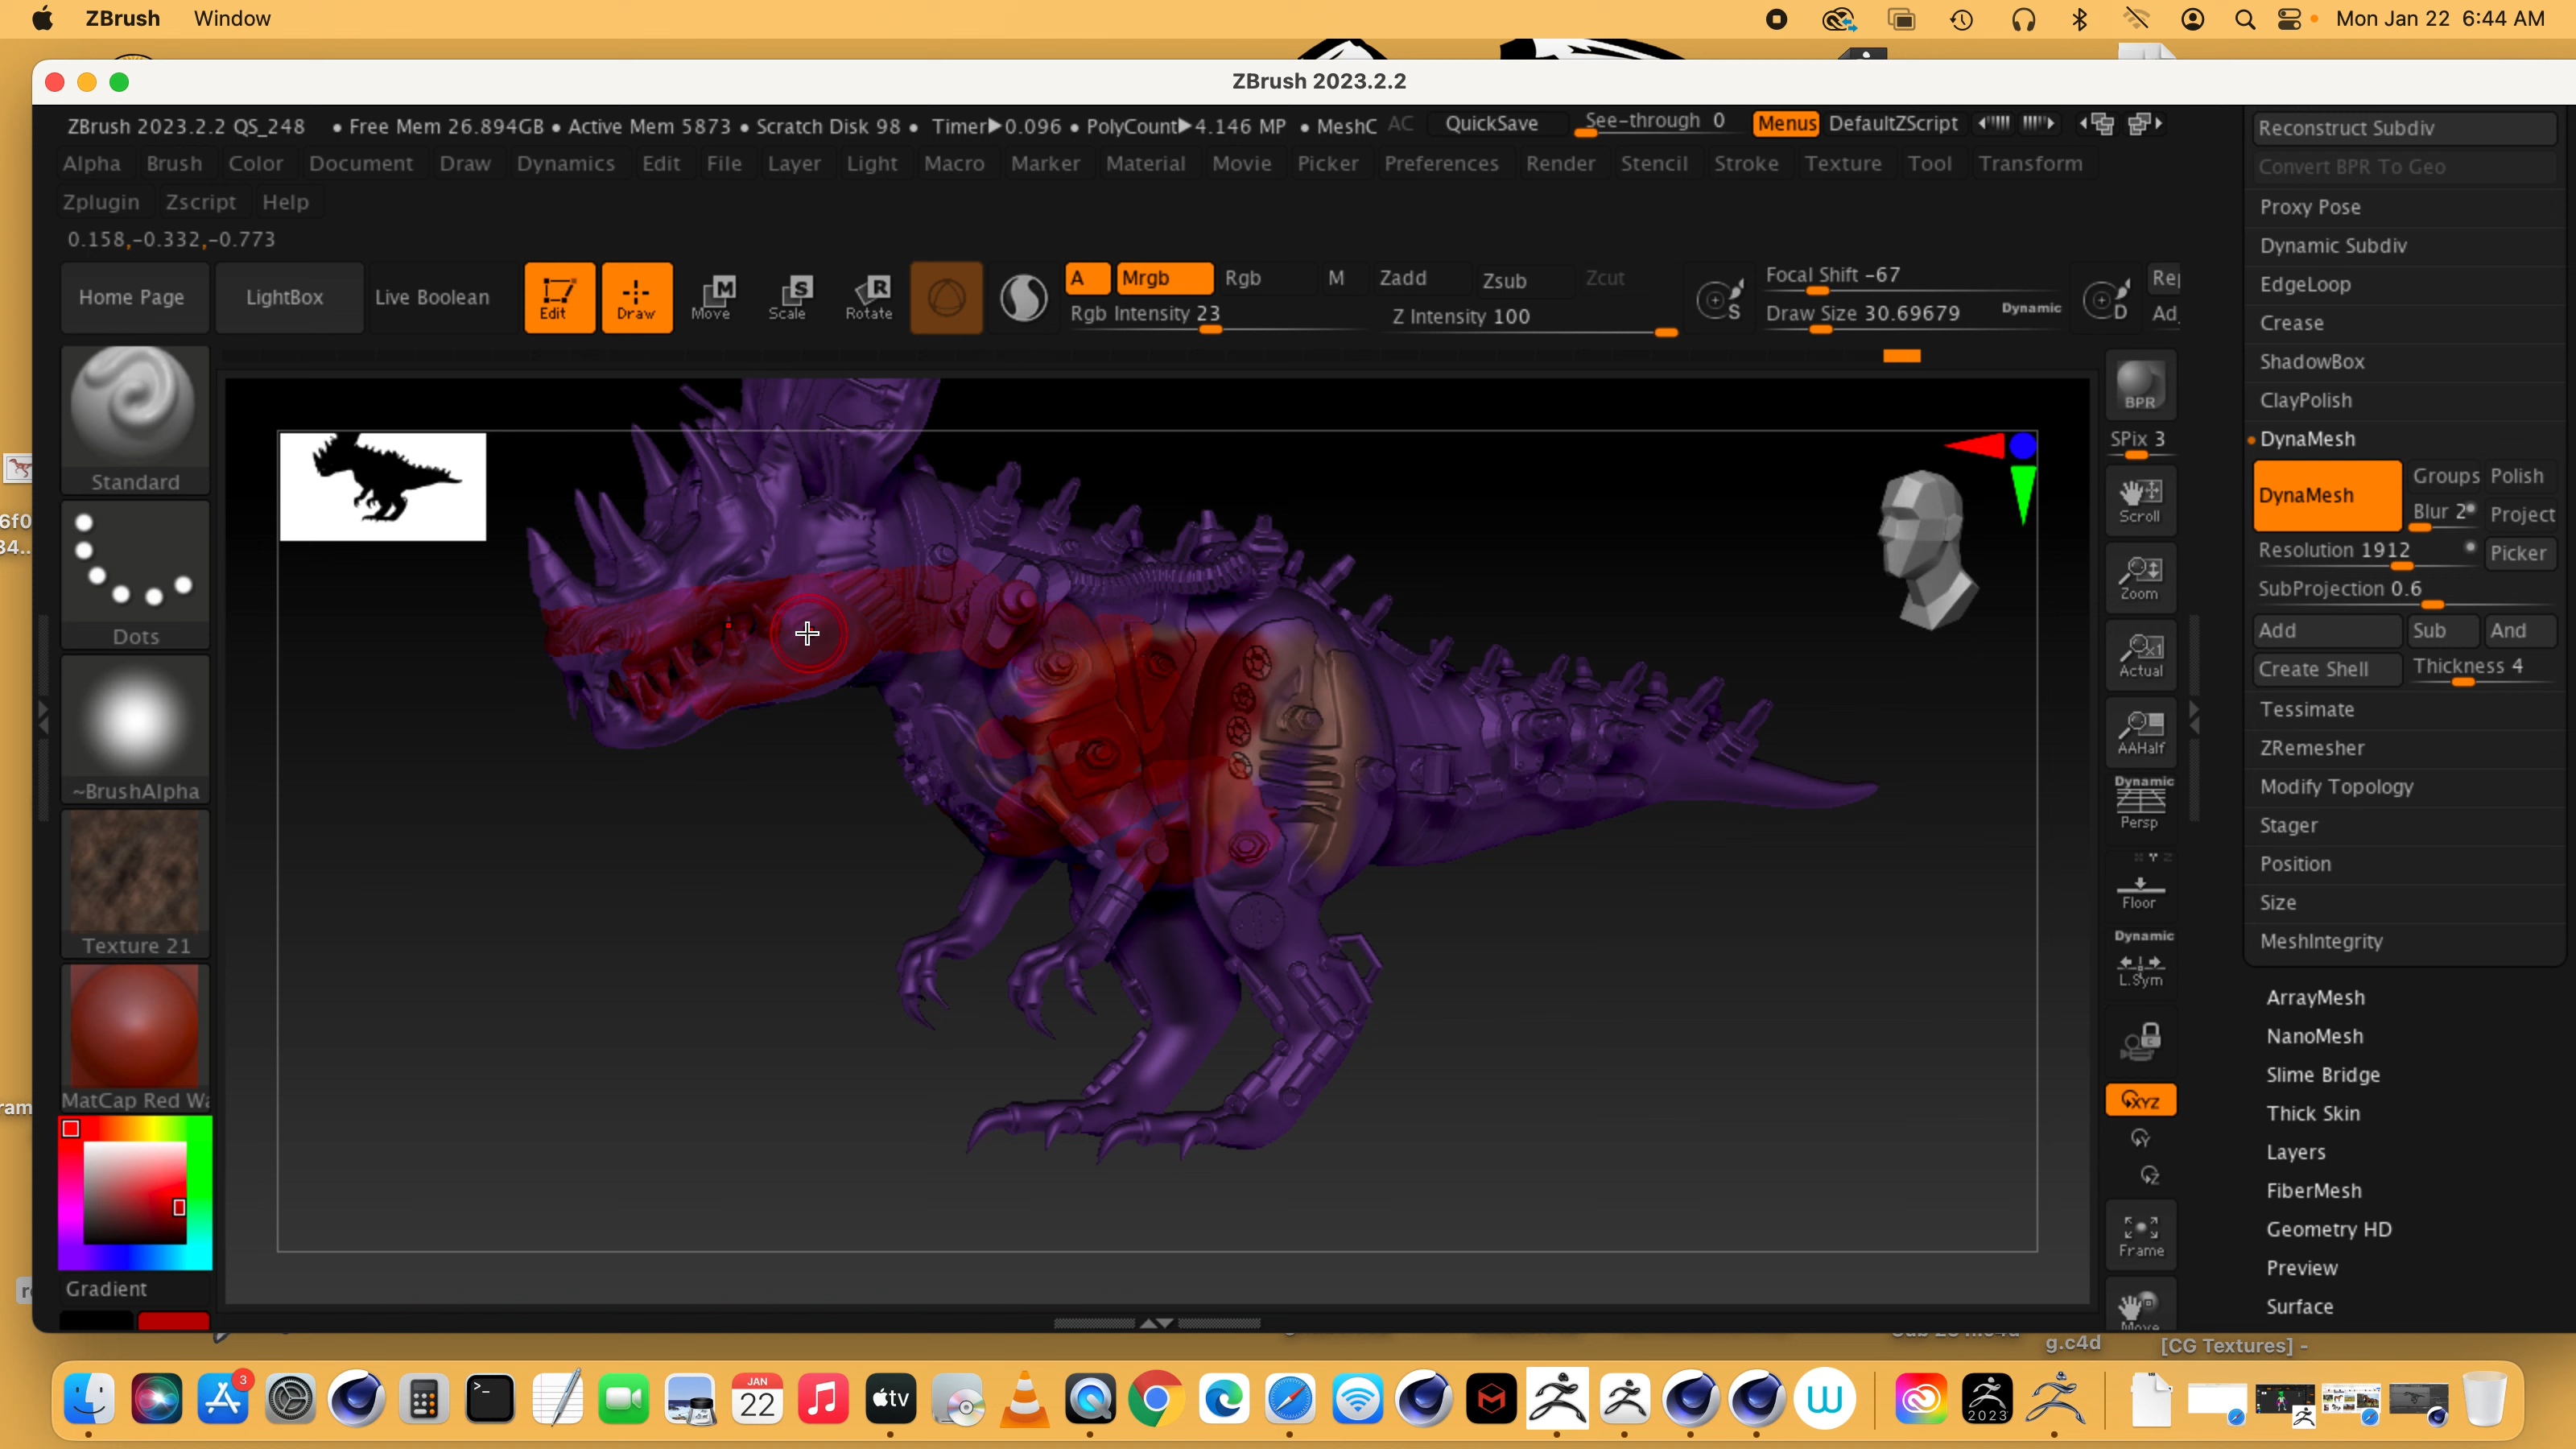 ZBrush Window Mon Jan 22 6:44 AM
ZBrush 2023.2.2
ZBrush 2023.2.2 QS_248 • Free Mem 26.894GB • Active Mem 5873 • Scratch Disk 98 • Timer▶0.096 • PolyCount▶4.146 MP • MeshC AC QuickSave See-through 0 Menus DefaultZScript
Alpha Brush Color Document Draw Dynamics Edit File Layer Light Macro Marker Material Movie Picker Preferences Render Stencil Stroke Texture Tool Transform
Zplugin Zscript Help
0.158,-0.332,-0.773
Home Page LightBox Live Boolean Edit Draw Move Scale Rotate A Mrgb Rgb M Zadd Zsub Zcut Focal Shift -67
M S R
Rgb Intensity 23 Z Intensity 100 S Draw Size 30.69679 Dynamic D
Standard
Dots
~BrushAlpha
Texture 21
MatCap Red Wa
Gradient
BPR
SPix 3
Scroll
Zoom
Actual
AAHalf
Dynamic
Persp
Floor
Dynamic
L.Sym
XYZ
Y
Z
Frame
Move
Reconstruct Subdiv
Convert BPR To Geo
Proxy Pose
Dynamic Subdiv
EdgeLoop
Crease
ShadowBox
ClayPolish
DynaMesh
DynaMesh Groups Polish
Blur 2 Project
Resolution 1912 Picker
SubProjection 0.6
Add Sub And
Create Shell Thickness 4
Tessimate
ZRemesher
Modify Topology
Stager
Position
Size
MeshIntegrity
ArrayMesh
NanoMesh
Slime Bridge
Thick Skin
Layers
FiberMesh
Geometry HD
Preview
Surface
g.c4d [CG Textures] -
3
JAN
22
tv
2023